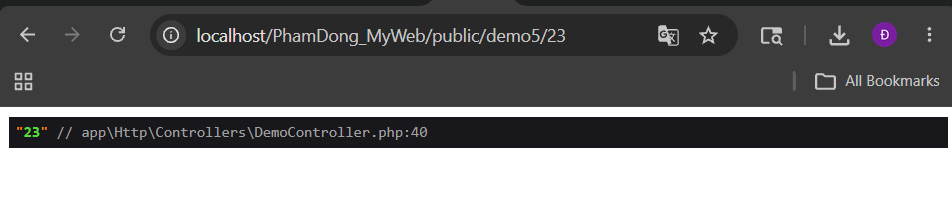 localhost/PhamDong_MyWeb/public/demo5/23
Đ
All Bookmarks
"23" // app\Http\Controllers\DemoController.php:40